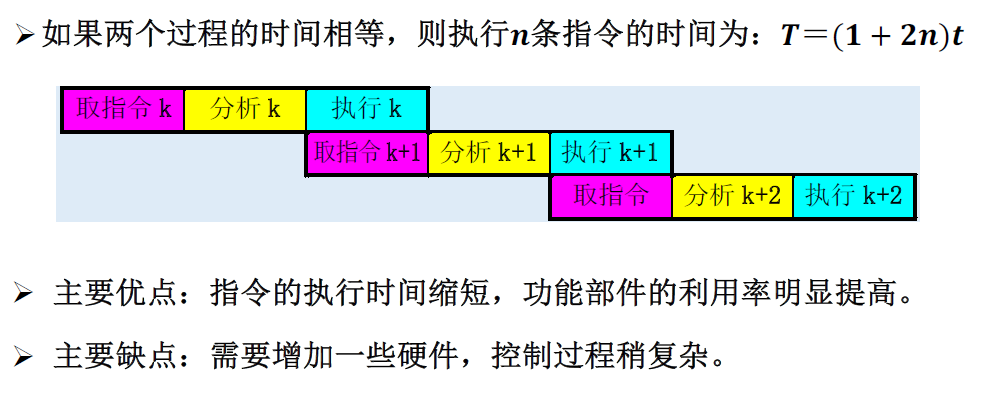 ➢如果两个过程的时间相等，则执行n条指令的时间为：T＝(1 + 2n)t
取指令 k 分析 k 执行 k
取指令 k+1 分析 k+1 执行 k+1
取指令 分析 k+2 执行 k+2
➢ 主要优点：指令的执行时间缩短，功能部件的利用率明显提高。
➢ 主要缺点：需要增加一些硬件，控制过程稍复杂。